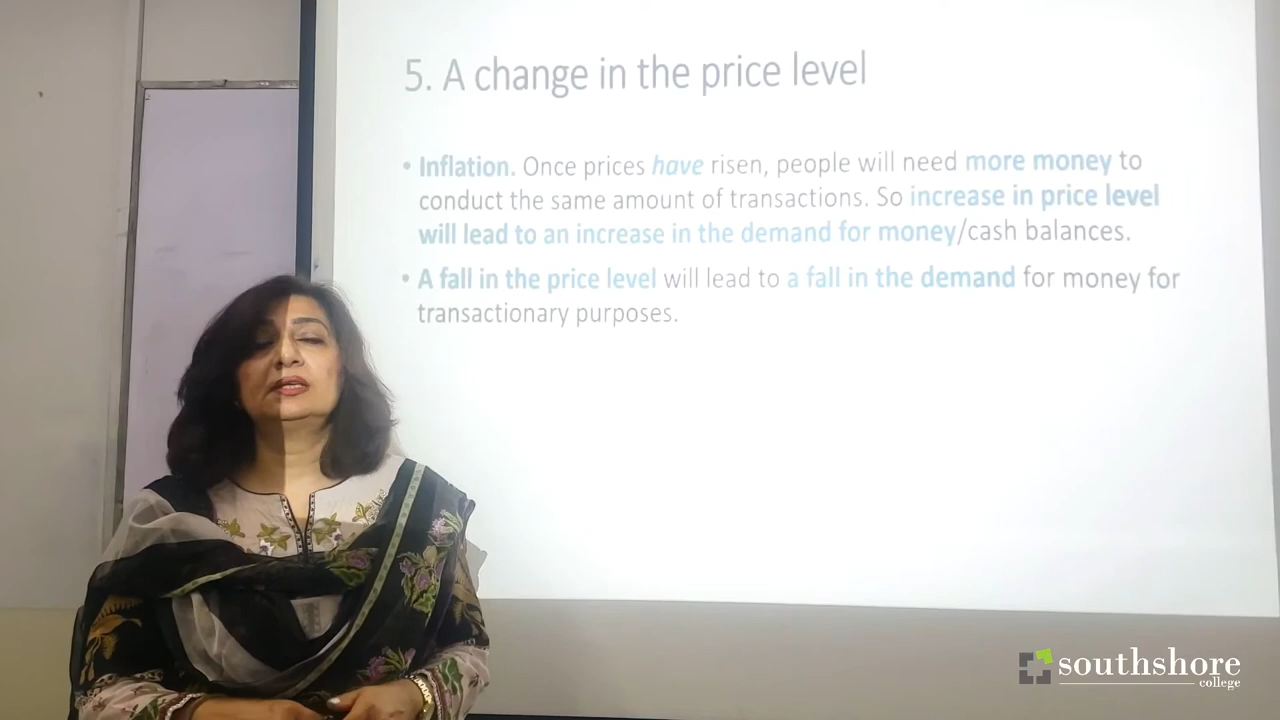 5. A change in the price level
• Inflation. Once prices have risen, people will need more money to
conduct the same amount of transactions. So increase in price level
will lead to an increase in the demand for money/cash balances.
• A fall in the price level will lead to a fall in the demand for money for
transactionary purposes.
southshore
college